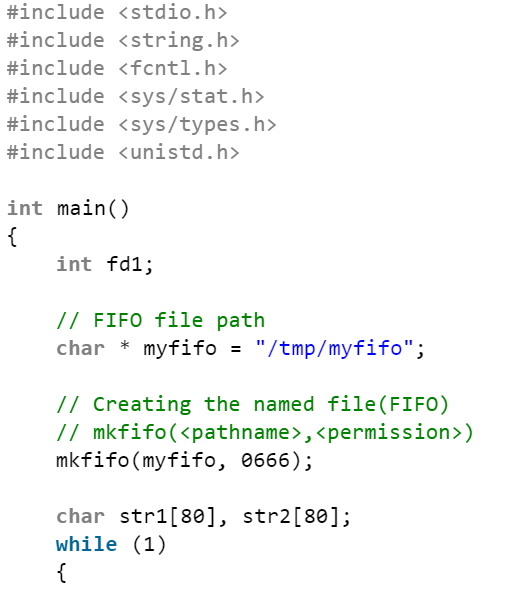 #include <stdio.h>
#include <string.h>
#include <fcntl.h>
#include <sys/stat.h>
#include <sys/types.h>
#include <unistd.h>

int main()
{
    int fd1;

    // FIFO file path
    char * myfifo = "/tmp/myfifo";

    // Creating the named file(FIFO)
    // mkfifo(<pathname>,<permission>)
    mkfifo(myfifo, 0666);

    char str1[80], str2[80];
    while (1)
    {